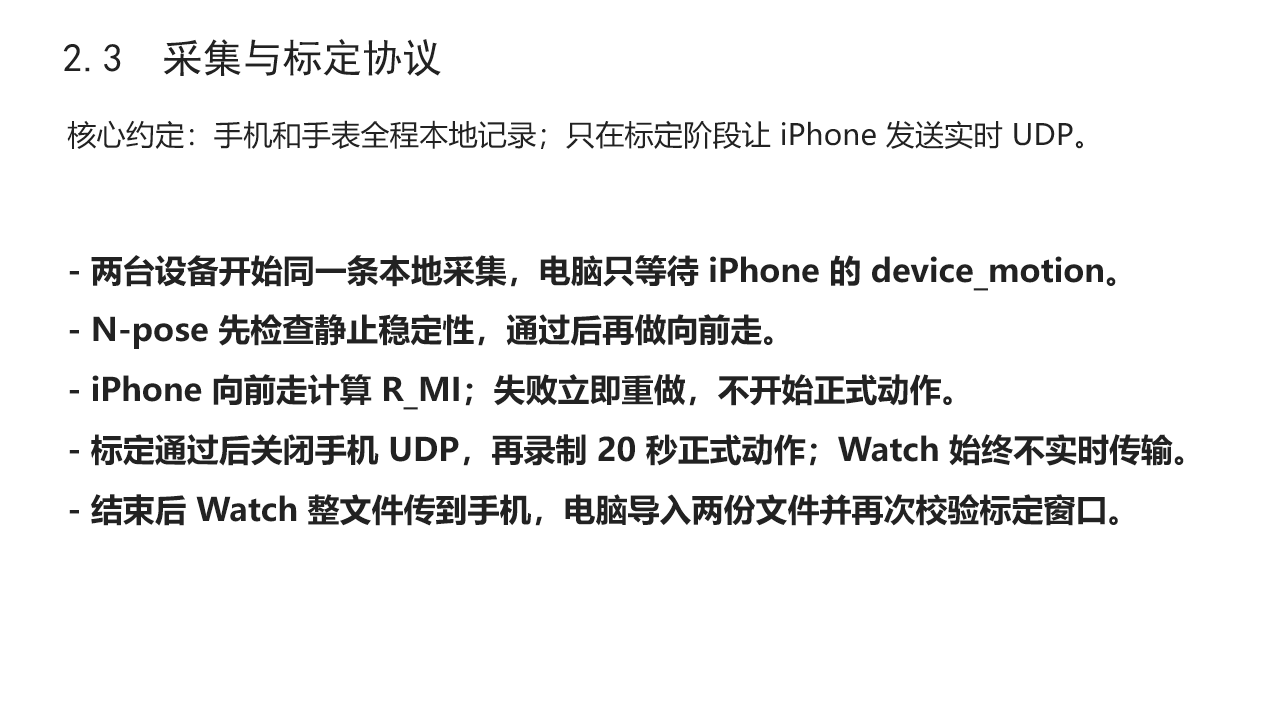 2.3 采集与标定协议
核心约定：手机和手表全程本地记录；只在标定阶段让 iPhone 发送实时 UDP。
- 两台设备开始同一条本地采集，电脑只等待 iPhone 的 device_motion。
- N-pose 先检查静止稳定性，通过后再做向前走。
- iPhone 向前走计算 R_MI；失败立即重做，不开始正式动作。
- 标定通过后关闭手机 UDP，再录制 20 秒正式动作；Watch 始终不实时传输。
- 结束后 Watch 整文件传到手机，电脑导入两份文件并再次校验标定窗口。